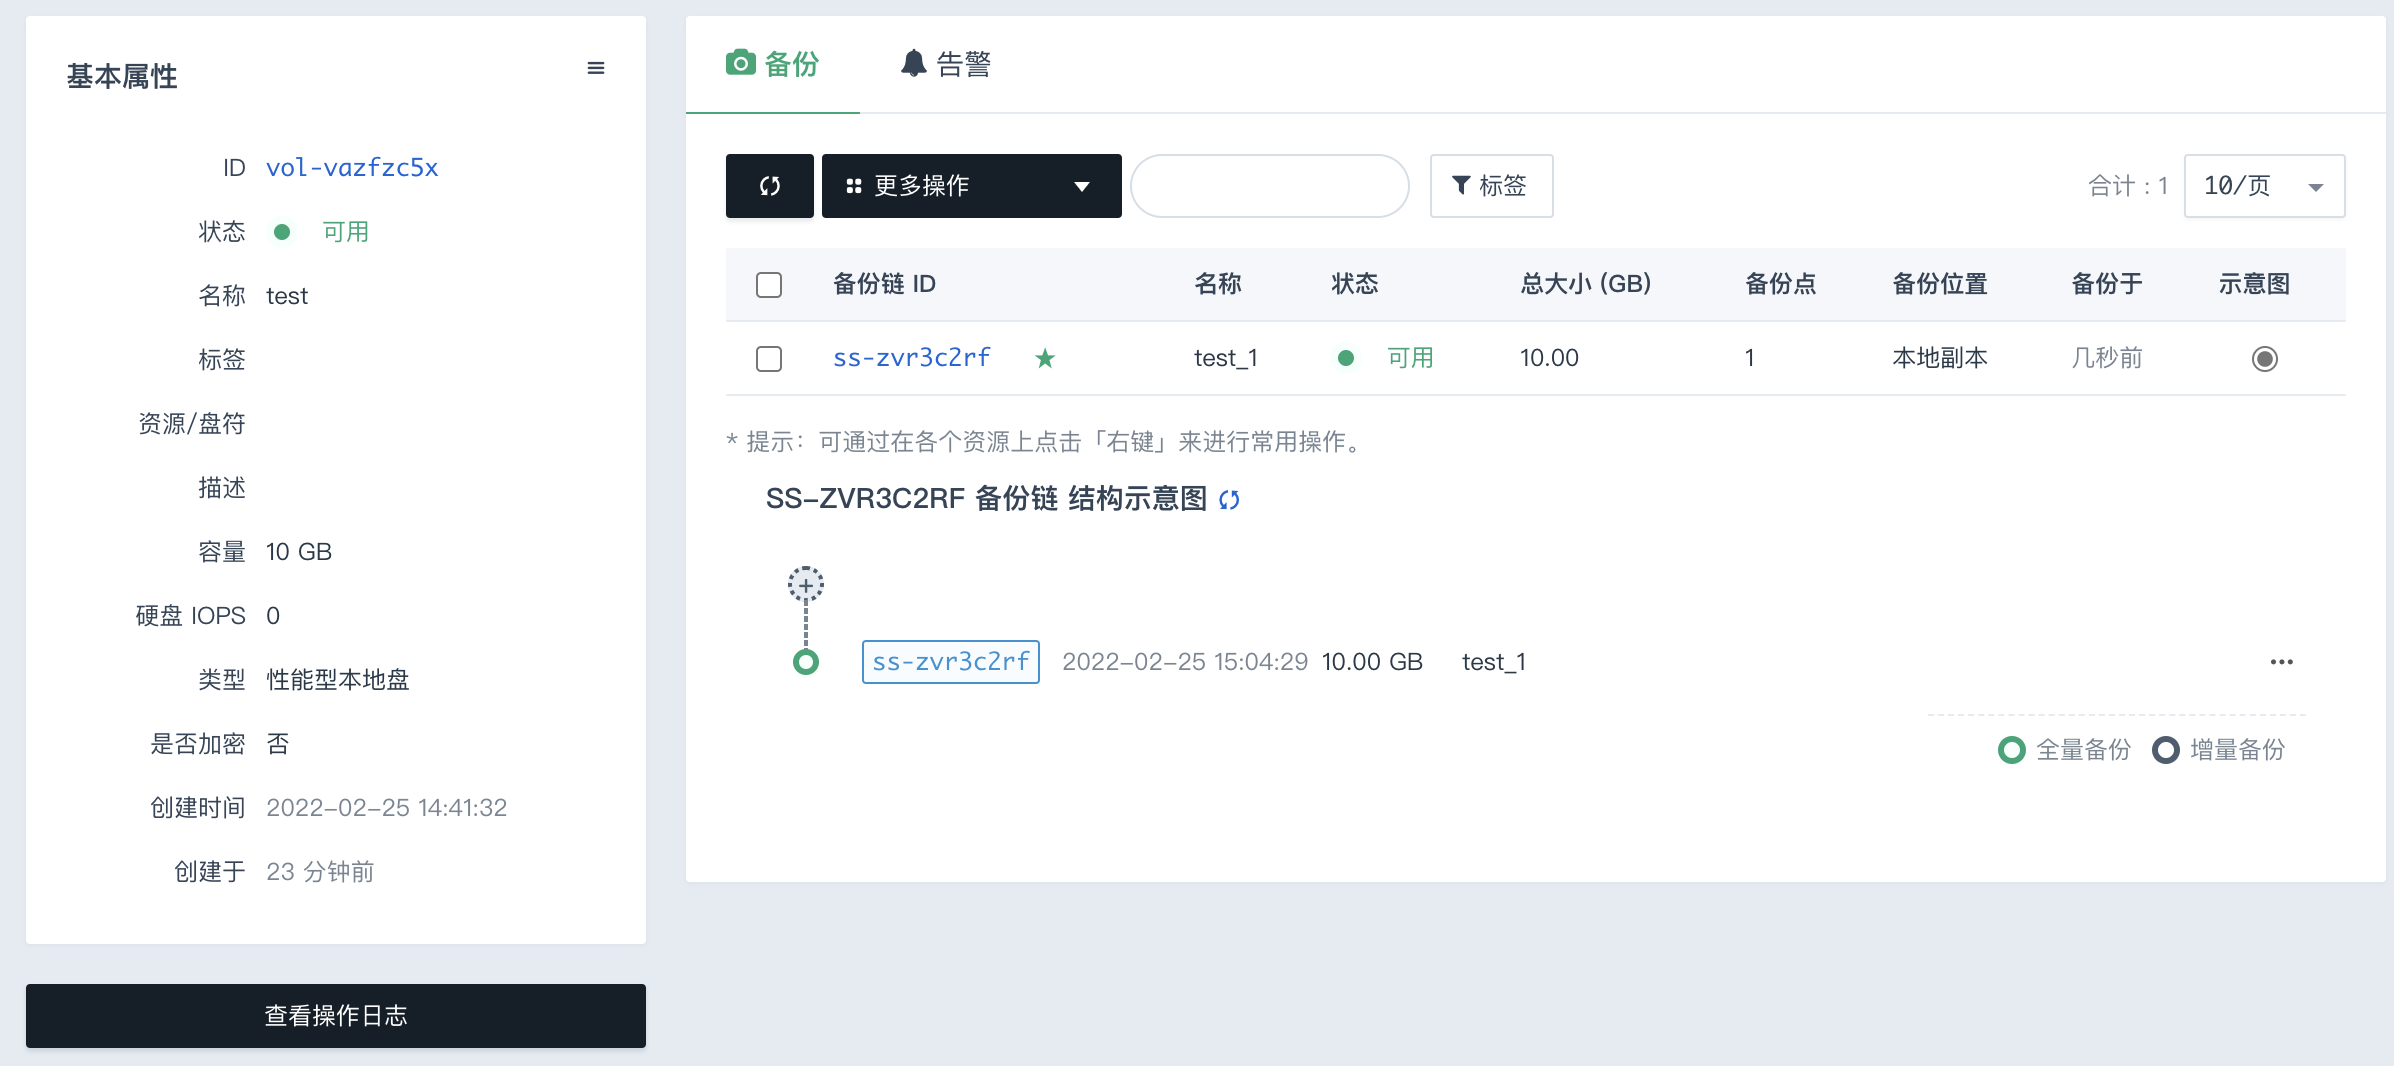 基本属性
ID vol-vazfzc5x
状态 可用
名称 test
标签
资源/盘符
描述
容量 10 GB
硬盘 IOPS 0
类型 性能型本地盘
是否加密 否
创建时间 2022-02-25 14:41:32
创建于 23 分钟前
查看操作日志
备份 告警
更多操作 标签 合计 : 1 10/页
备份链 ID 名称 状态 总大小 (GB) 备份点 备份位置 备份于 示意图
ss-zvr3c2rf test_1 可用 10.00 1 本地副本 几秒前
* 提示：可通过在各个资源上点击「右键」来进行常用操作。
SS-ZVR3C2RF 备份链 结构示意图
ss-zvr3c2rf 2022-02-25 15:04:29 10.00 GB test_1
全量备份 增量备份